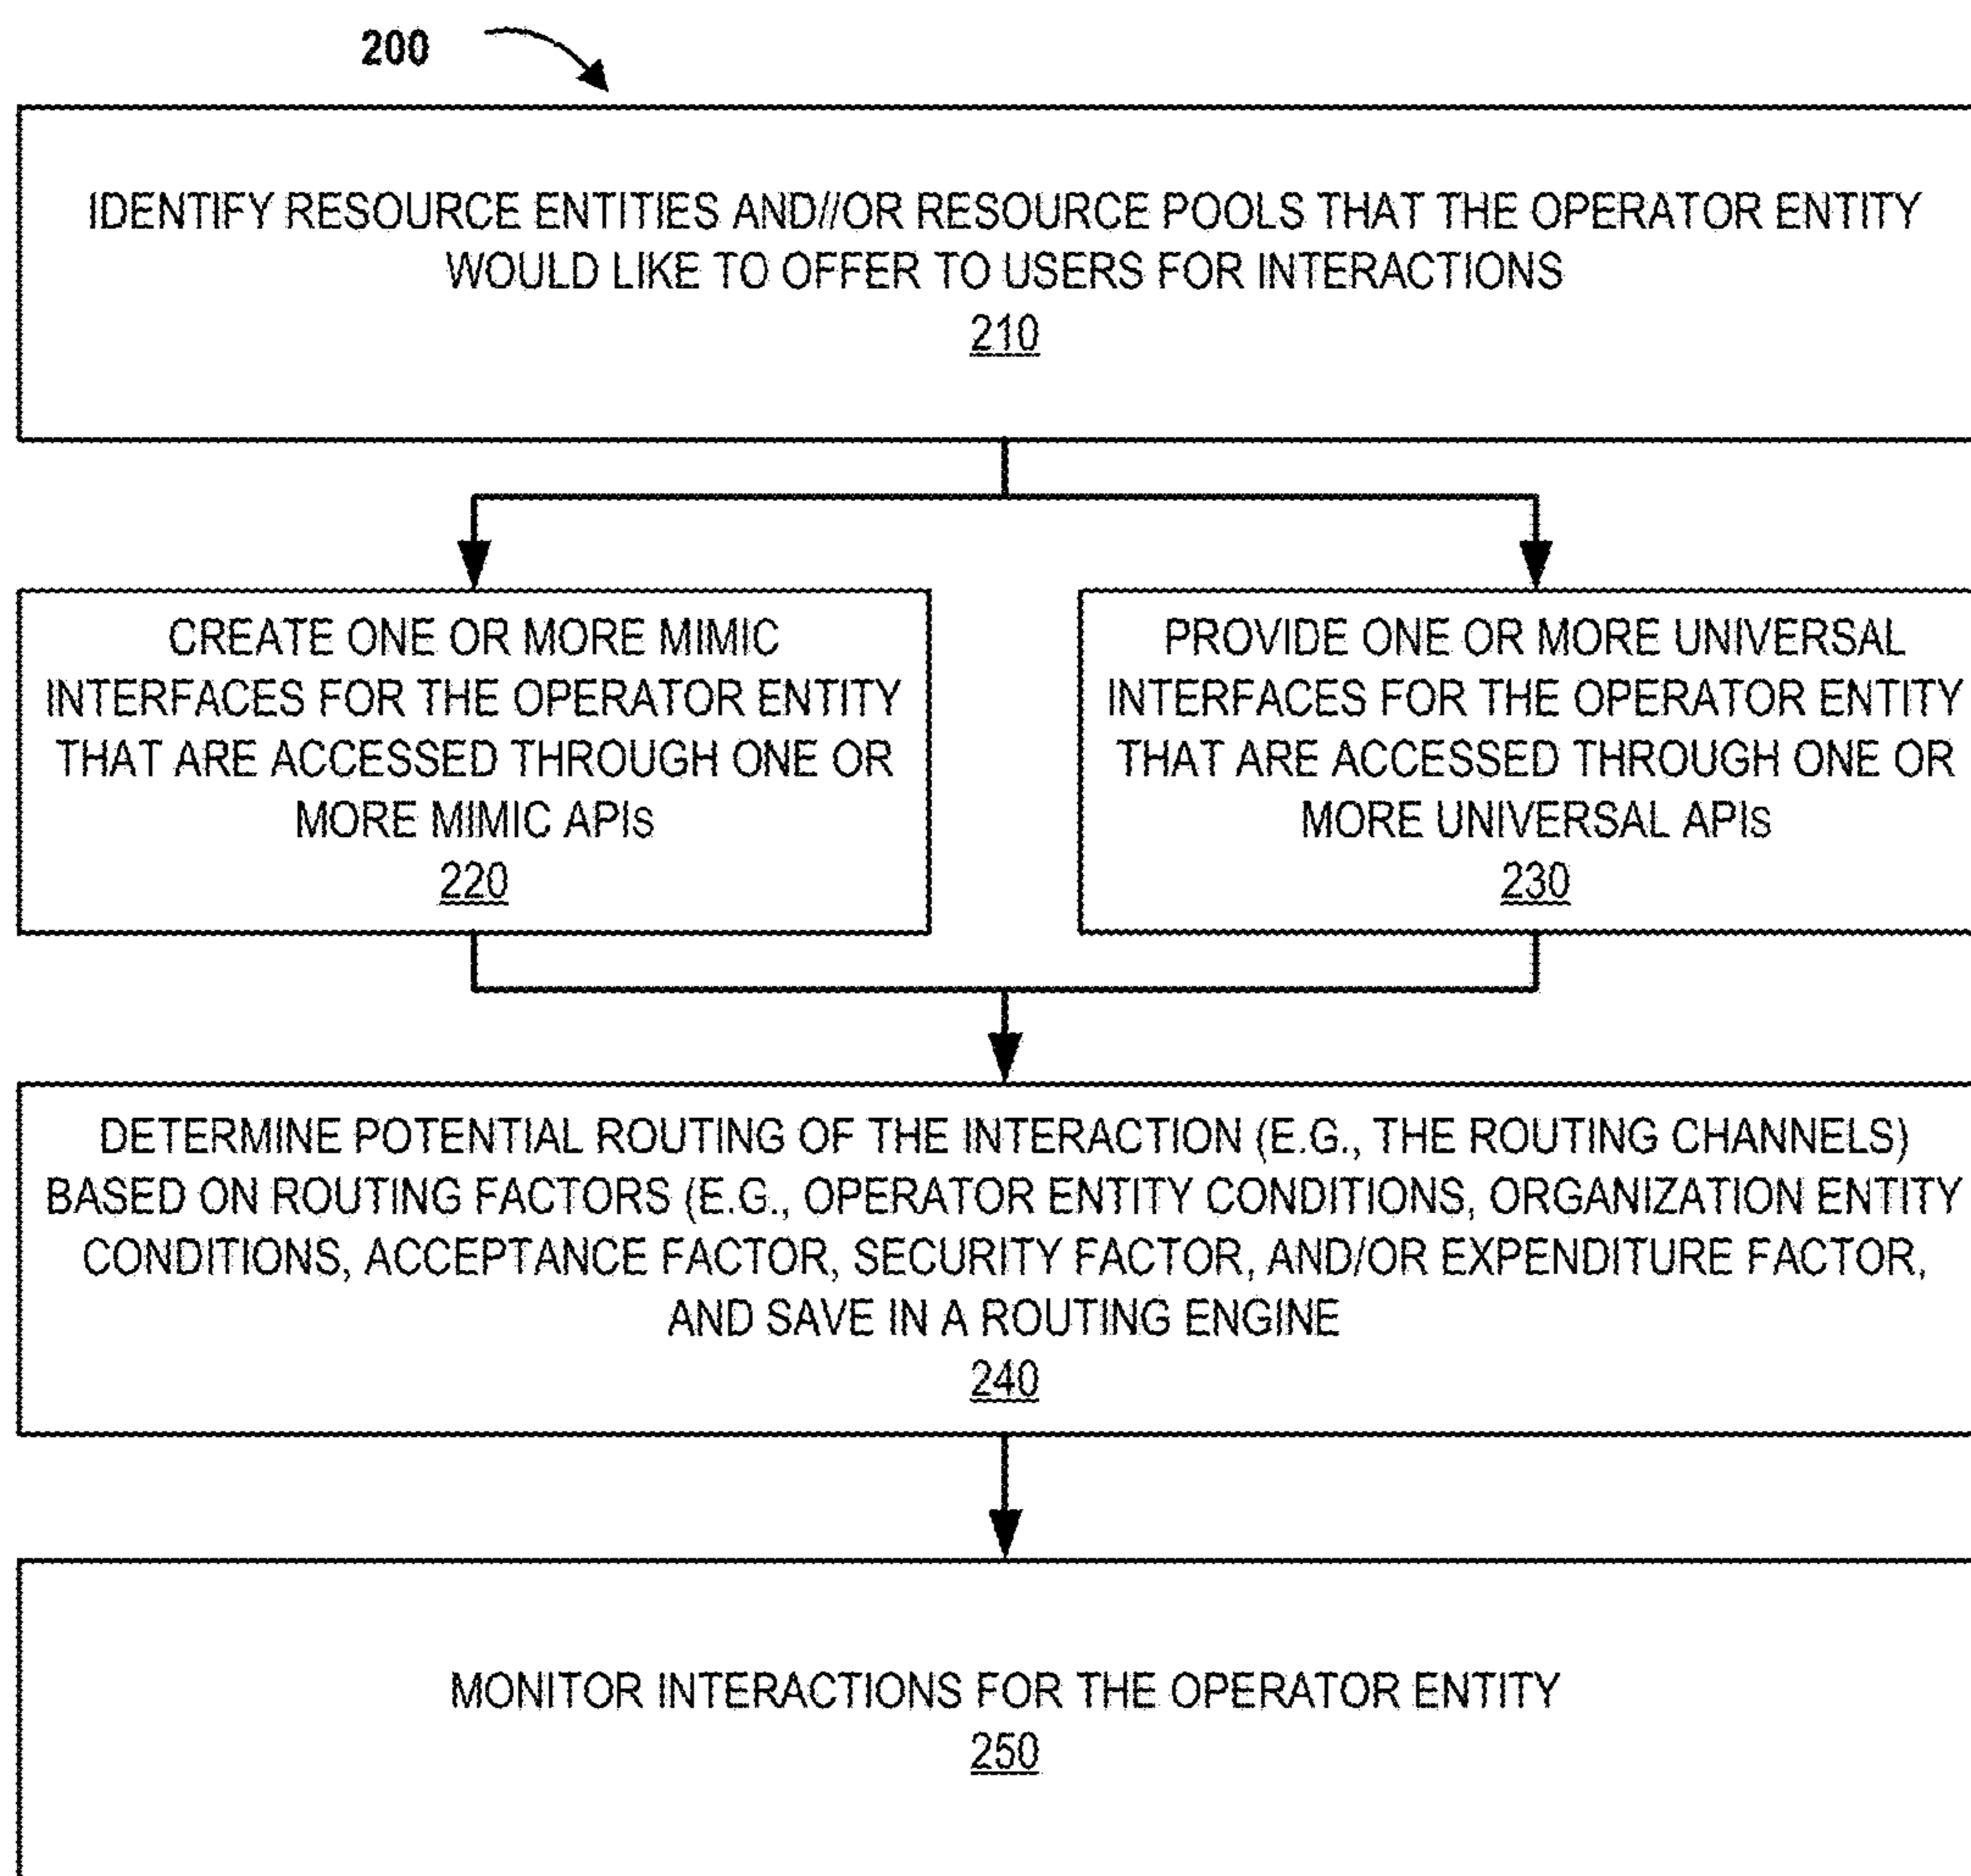 200
IDENTIFY RESOURCE ENTITIES AND//OR RESOURCE POOLS THAT THE OPERATOR ENTITY
WOULD LIKE TO OFFER TO USERS FOR INTERACTIONS
210
CREATE ONE OR MORE MIMIC
INTERFACES FOR THE OPERATOR ENTITY
THAT ARE ACCESSED THROUGH ONE OR
MORE MIMIC APIs
220
PROVIDE ONE OR MORE UNIVERSAL
INTERFACES FOR THE OPERATOR ENTITY
THAT ARE ACCESSED THROUGH ONE OR
MORE UNIVERSAL APIs
230
DETERMINE POTENTIAL ROUTING OF THE INTERACTION (E.G., THE ROUTING CHANNELS)
BASED ON ROUTING FACTORS (E.G., OPERATOR ENTITY CONDITIONS, ORGANIZATION ENTITY
CONDITIONS, ACCEPTANCE FACTOR, SECURITY FACTOR, AND/OR EXPENDITURE FACTOR,
AND SAVE IN A ROUTING ENGINE
240
MONITOR INTERACTIONS FOR THE OPERATOR ENTITY
250